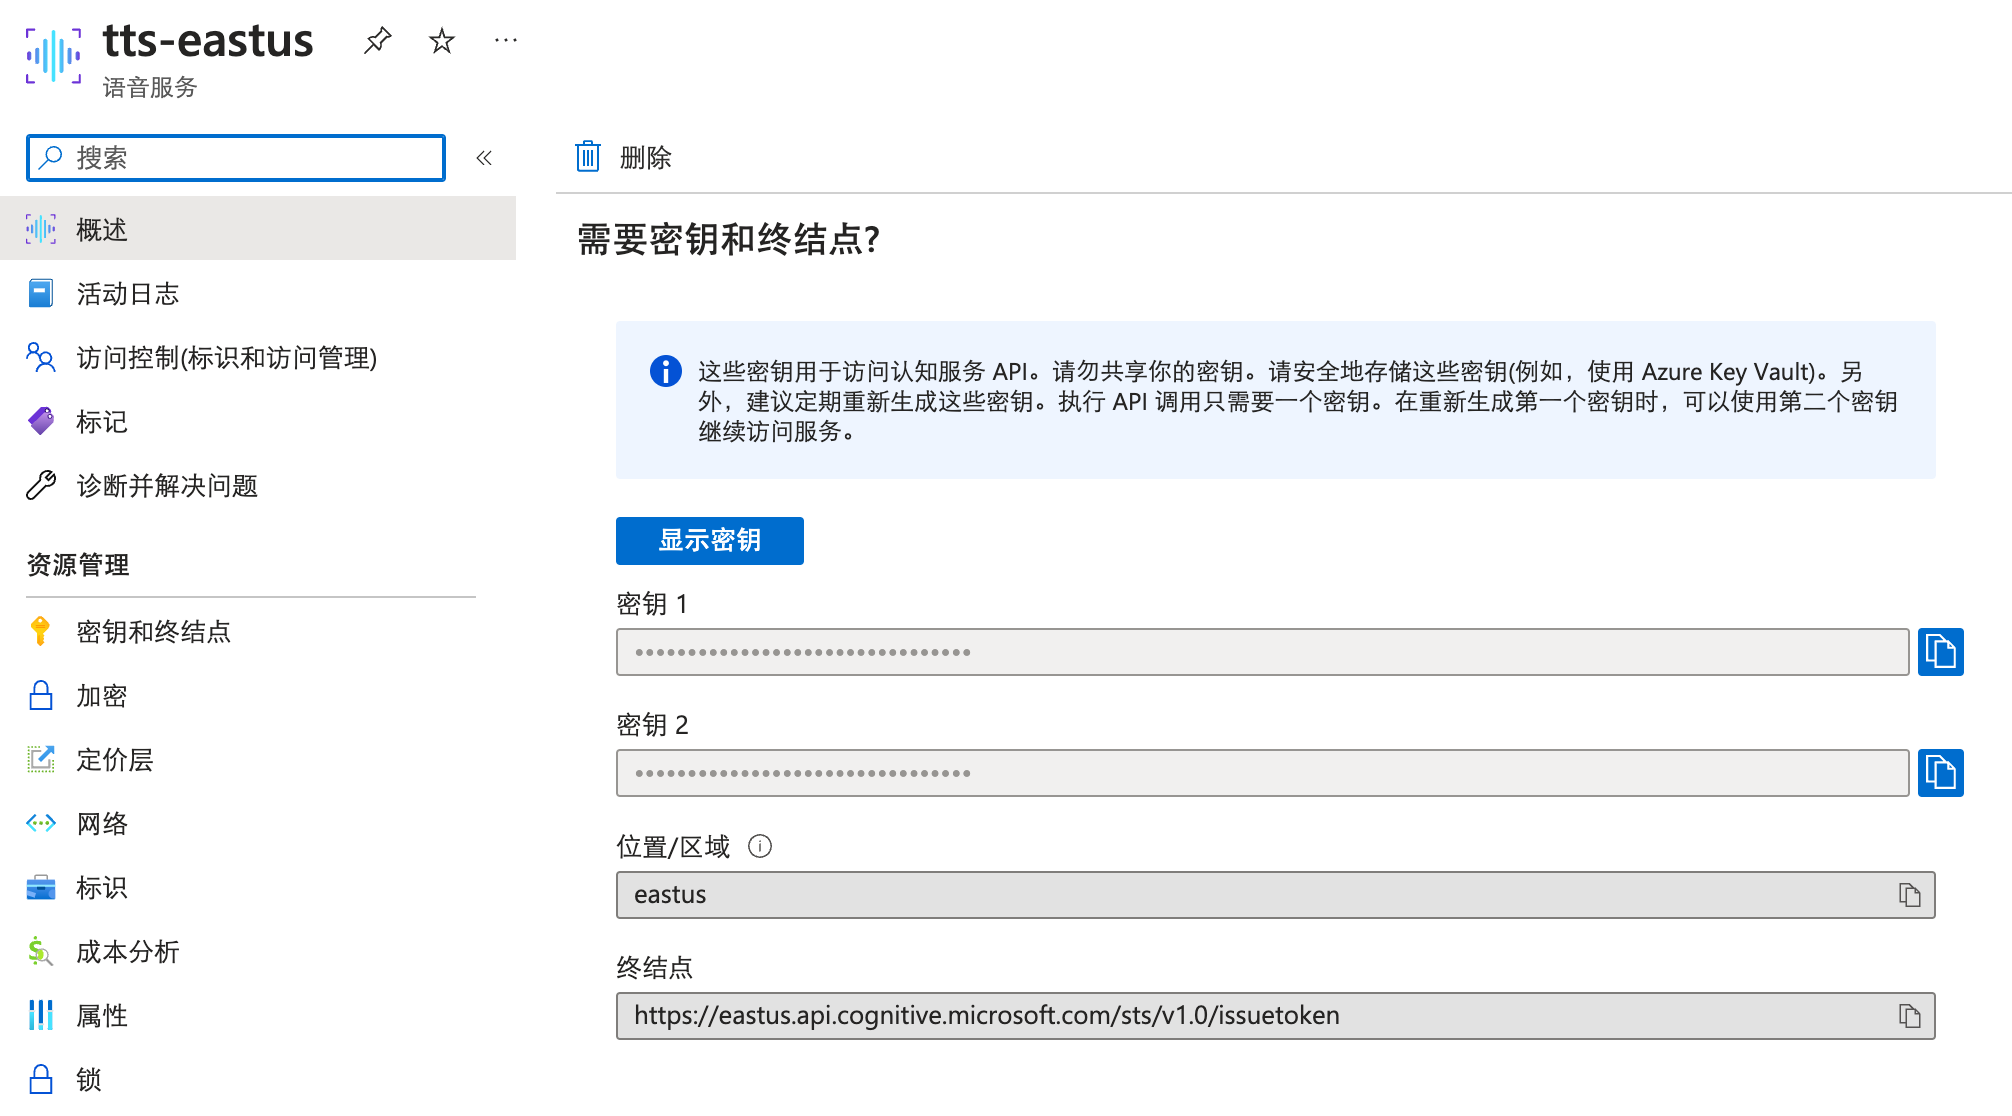 tts-eastus
语音服务
搜索
概述
活动日志
访问控制(标识和访问管理)
标记
诊断并解决问题
资源管理
密钥和终结点
加密
定价层
网络
标识
成本分析
属性
锁
删除
需要密钥和终结点?
这些密钥用于访问认知服务 API。请勿共享你的密钥。请安全地存储这些密钥(例如，使用 Azure Key Vault)。另
外，建议定期重新生成这些密钥。执行 API 调用只需要一个密钥。在重新生成第一个密钥时，可以使用第二个密钥
继续访问服务。
显示密钥
密钥 1
密钥 2
位置/区域
eastus
终结点
https://eastus.api.cognitive.microsoft.com/sts/v1.0/issuetoken